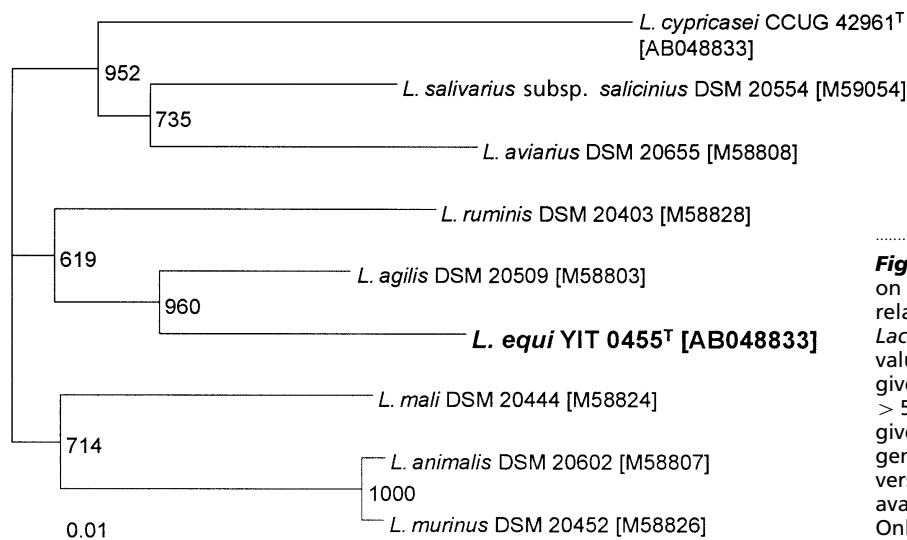 L. cypricasei CCUG 42961ᵀ
[AB048833]
952
L. salivarius subsp. salicinius DSM 20554 [M59054]
735
L. aviarius DSM 20655 [M58808]
L. ruminis DSM 20403 [M58828]
619
L. agilis DSM 20509 [M58803]
960
L. equi YIT 0455ᵀ [AB048833]
L. mali DSM 20444 [M58824]
714
L. animalis DSM 20602 [M58807]
1000
L. murinus DSM 20452 [M58826]
0.01
Fig
on
rela
Lac
valu
give
> 5
give
gen
vers
avai
Onl